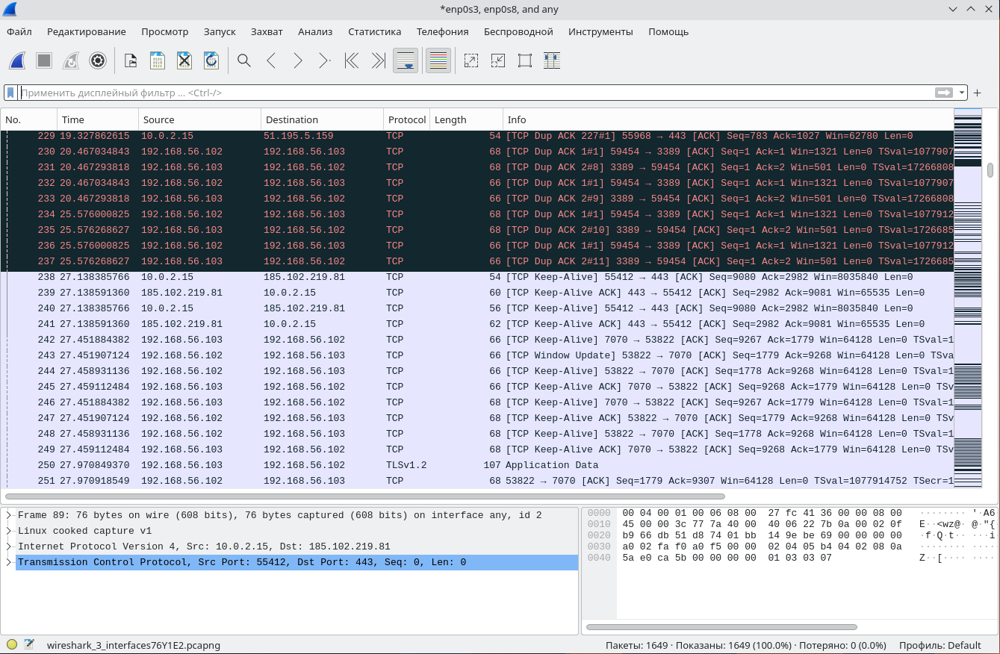 *enp0s3, enp0s8, and any
Файл Редактирование Просмотр Запуск Захват Анализ Статистика Телефония Беспроводной Инструменты Помощь
Применить дисплейный фильтр ... <Ctrl-/> +
No. Time Source Destination Protocol Length Info
229 19.327862615 10.0.2.15 51.195.5.159 TCP 54 [TCP Dup ACK 227#1] 55968 → 443 [ACK] Seq=783 Ack=1027 Win=62780 Len=0
230 20.467034843 192.168.56.102 192.168.56.103 TCP 68 [TCP Dup ACK 1#1] 59454 → 3389 [ACK] Seq=1 Ack=1 Win=1321 Len=0 TSval=1077907
231 20.467293818 192.168.56.103 192.168.56.102 TCP 68 [TCP Dup ACK 2#8] 3389 → 59454 [ACK] Seq=1 Ack=2 Win=501 Len=0 TSval=17266808
232 20.467034843 192.168.56.102 192.168.56.103 TCP 66 [TCP Dup ACK 1#1] 59454 → 3389 [ACK] Seq=1 Ack=1 Win=1321 Len=0 TSval=1077907
233 20.467293818 192.168.56.103 192.168.56.102 TCP 66 [TCP Dup ACK 2#9] 3389 → 59454 [ACK] Seq=1 Ack=2 Win=501 Len=0 TSval=17266808
234 25.576000825 192.168.56.102 192.168.56.103 TCP 68 [TCP Dup ACK 1#1] 59454 → 3389 [ACK] Seq=1 Ack=1 Win=1321 Len=0 TSval=1077912
235 25.576268627 192.168.56.103 192.168.56.102 TCP 68 [TCP Dup ACK 2#10] 3389 → 59454 [ACK] Seq=1 Ack=2 Win=501 Len=0 TSval=1726685
236 25.576000825 192.168.56.102 192.168.56.103 TCP 66 [TCP Dup ACK 1#1] 59454 → 3389 [ACK] Seq=1 Ack=1 Win=1321 Len=0 TSval=1077912
237 25.576268627 192.168.56.103 192.168.56.102 TCP 66 [TCP Dup ACK 2#11] 3389 → 59454 [ACK] Seq=1 Ack=2 Win=501 Len=0 TSval=1726685
238 27.138385766 10.0.2.15 185.102.219.81 TCP 54 [TCP Keep-Alive] 55412 → 443 [ACK] Seq=9080 Ack=2982 Win=8035840 Len=0
239 27.138591360 185.102.219.81 10.0.2.15 TCP 60 [TCP Keep-Alive ACK] 443 → 55412 [ACK] Seq=2982 Ack=9081 Win=65535 Len=0
240 27.138385766 10.0.2.15 185.102.219.81 TCP 56 [TCP Keep-Alive] 55412 → 443 [ACK] Seq=9080 Ack=2982 Win=8035840 Len=0
241 27.138591360 185.102.219.81 10.0.2.15 TCP 62 [TCP Keep-Alive ACK] 443 → 55412 [ACK] Seq=2982 Ack=9081 Win=65535 Len=0
242 27.451884382 192.168.56.103 192.168.56.102 TCP 66 [TCP Keep-Alive] 7070 → 53822 [ACK] Seq=9267 Ack=1779 Win=64128 Len=0 TSval=1
243 27.451907124 192.168.56.102 192.168.56.103 TCP 66 [TCP Window Update] 53822 → 7070 [ACK] Seq=1779 Ack=9268 Win=64128 Len=0 TSva
244 27.458931136 192.168.56.102 192.168.56.103 TCP 66 [TCP Keep-Alive] 53822 → 7070 [ACK] Seq=1778 Ack=9268 Win=64128 Len=0 TSval=1
245 27.459112484 192.168.56.103 192.168.56.102 TCP 66 [TCP Keep-Alive ACK] 7070 → 53822 [ACK] Seq=9268 Ack=1779 Win=64128 Len=0 TSv
246 27.451884382 192.168.56.103 192.168.56.102 TCP 68 [TCP Keep-Alive] 7070 → 53822 [ACK] Seq=9267 Ack=1779 Win=64128 Len=0 TSval=1
247 27.451907124 192.168.56.102 192.168.56.103 TCP 68 [TCP Keep-Alive ACK] 53822 → 7070 [ACK] Seq=1779 Ack=9268 Win=64128 Len=0 TSv
248 27.458931136 192.168.56.102 192.168.56.103 TCP 68 [TCP Keep-Alive] 53822 → 7070 [ACK] Seq=1778 Ack=9268 Win=64128 Len=0 TSval=1
249 27.459112484 192.168.56.103 192.168.56.102 TCP 68 [TCP Keep-Alive ACK] 7070 → 53822 [ACK] Seq=9268 Ack=1779 Win=64128 Len=0 TSv
250 27.970849370 192.168.56.103 192.168.56.102 TLSv1.2 107 Application Data
251 27.970918549 192.168.56.102 192.168.56.103 TCP 68 53822 → 7070 [ACK] Seq=1779 Ack=9307 Win=64128 Len=0 TSval=1077914752 TSecr=1
Frame 89: 76 bytes on wire (608 bits), 76 bytes captured (608 bits) on interface any, id 2
Linux cooked capture v1
Internet Protocol Version 4, Src: 10.0.2.15, Dst: 185.102.219.81
Transmission Control Protocol, Src Port: 55412, Dst Port: 443, Seq: 0, Len: 0
0000 00 04 00 01 00 06 08 00 27 fc 41 36 00 00 08 00 ········ '·A6
0010 45 00 00 3c 77 7a 40 00 40 06 22 7b 0a 00 02 0f E··<wz@· @·"{
0020 b9 66 db 51 d8 74 01 bb 14 9e be 69 00 00 00 00 ·f·Q·t·· ···i
0030 a0 02 fa f0 a0 f5 00 00 02 04 05 b4 04 02 08 0a ········ ····
0040 5a e0 ca 5b 00 00 00 00 01 03 03 07 Z··[···· ····
wireshark_3_interfaces76Y1E2.pcapng Пакеты: 1649 · Показаны: 1649 (100.0%) · Потеряно: 0 (0.0%) Профиль: Default